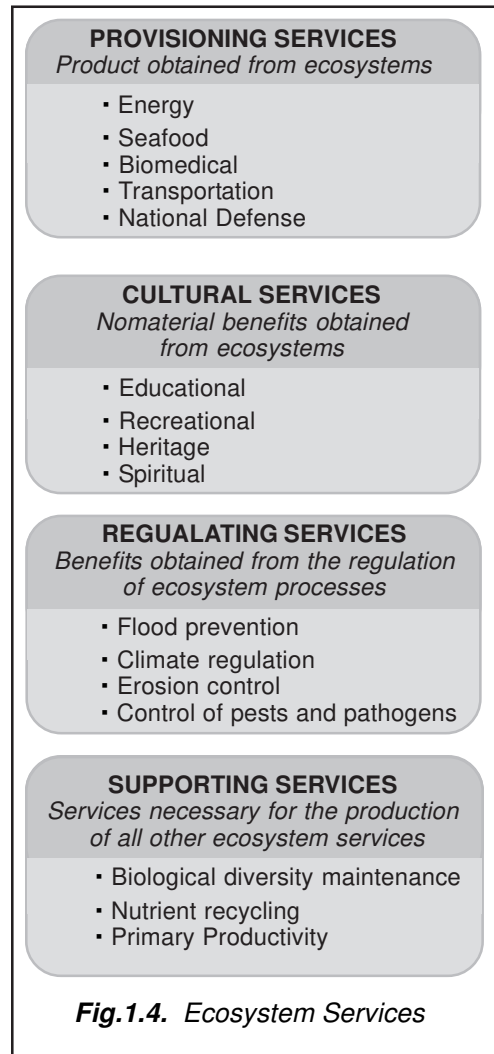 PROVISIONING SERVICES
Product obtained from ecosystems
▪ Energy
▪ Seafood
▪ Biomedical
▪ Transportation
▪ National Defense
CULTURAL SERVICES
Nomaterial benefits obtained
from ecosystems
▪ Educational
▪ Recreational
▪ Heritage
▪ Spiritual
REGUALATING SERVICES
Benefits obtained from the regulation
of ecosystem processes
▪ Flood prevention
▪ Climate regulation
▪ Erosion control
▪ Control of pests and pathogens
SUPPORTING SERVICES
Services necessary for the production
of all other ecosystem services
▪ Biological diversity maintenance
▪ Nutrient recycling
▪ Primary Productivity
Fig.1.4. Ecosystem Services